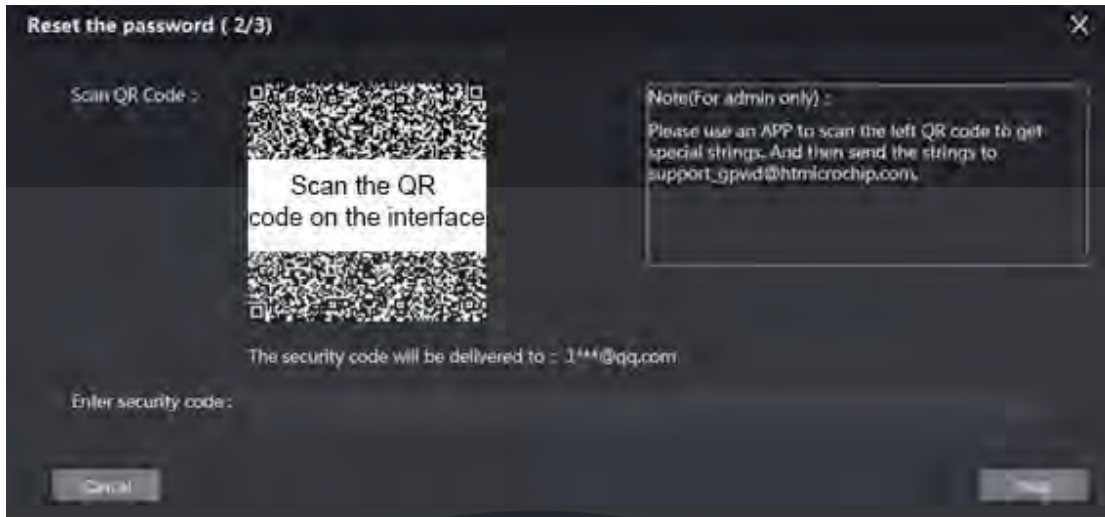 Reset the password ( 2/3)
Scan QR Code :
Scan the QR
code on the interface
Note(For admin only) :
Please use an APP to scan the left QR code to get
special strings. And then send the strings to
support_gpwd@htmicrochip.com.
The security code will be delivered to : 1***@qq.com
Enter security code :
Cancel
Next